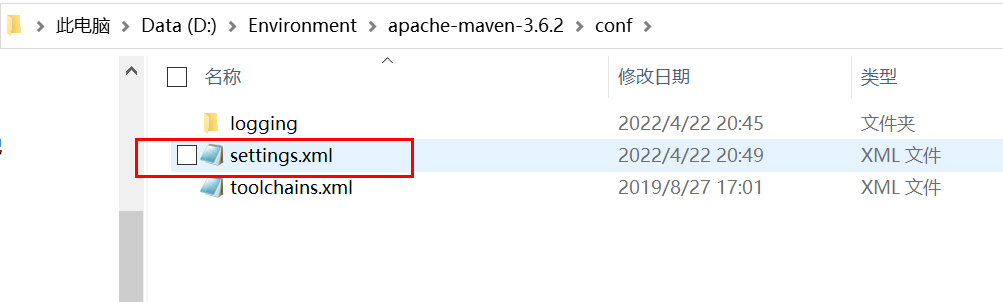 此电脑 Data (D:) Environment apache-maven-3.6.2 conf
名称 修改日期 类型
logging 2022/4/22 20:45 文件夹
settings.xml 2022/4/22 20:49 XML 文件
toolchains.xml 2019/8/27 17:01 XML 文件